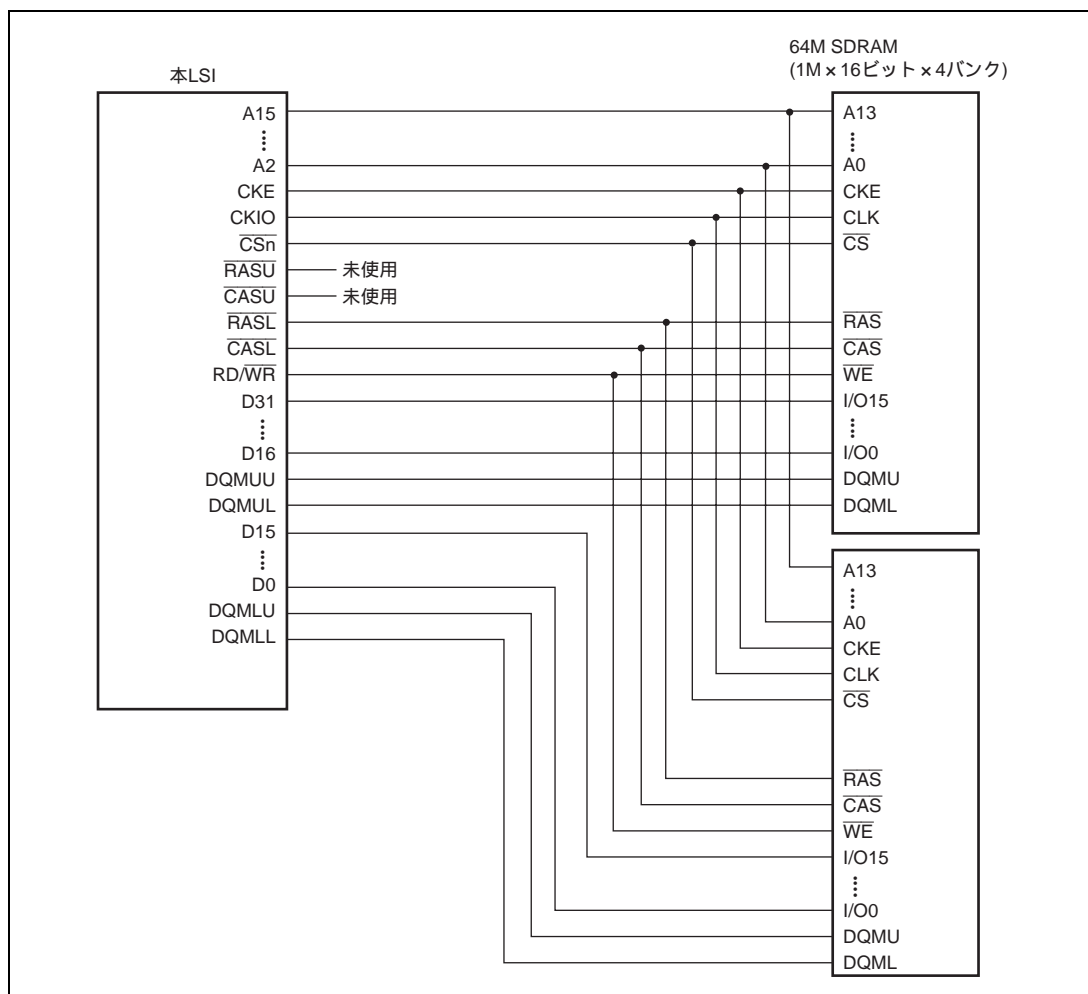 本LSI
A15
A2
CKE
CKIO
CSn
RASU
未使用
CASU
未使用
RASL
CASL
RD/WR
D31
D16
DQMUU
DQMUL
D15
D0
DQMLU
DQMLL
64M SDRAM
(1M×16ビット×4バンク)
A13
A0
CKE
CLK
CS
RAS
CAS
WE
I/O15
I/O0
DQMU
DQML
A13
A0
CKE
CLK
CS
RAS
CAS
WE
I/O15
I/O0
DQMU
DQML